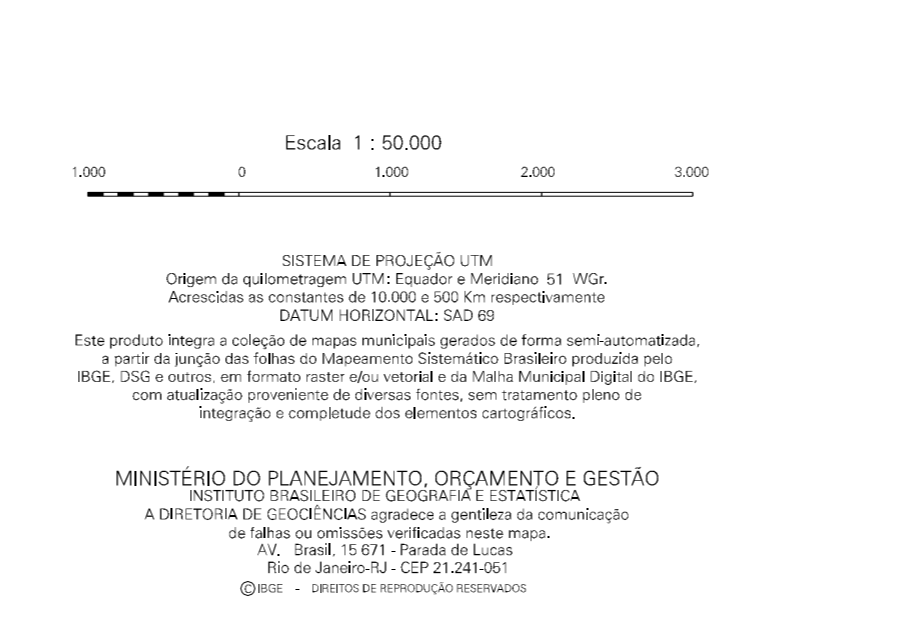 Escala 1 : 50.000
1.000 0 1.000 2.000 3.000
SISTEMA DE PROJEÇÃO UTM
Origem da quilometragem UTM: Equador e Meridiano 51 WGr.
Acrescidas as constantes de 10.000 e 500 Km respectivamente
DATUM HORIZONTAL: SAD 69
Este produto integra a coleção de mapas municipais gerados de forma semi-automatizada,
a partir da junção das folhas do Mapeamento Sistemático Brasileiro produzida pelo
IBGE, DSG e outros, em formato raster e/ou vetorial e da Malha Municipal Digital do IBGE,
com atualização proveniente de diversas fontes, sem tratamento pleno de
integração e completude dos elementos cartográficos.
MINISTÉRIO DO PLANEJAMENTO, ORÇAMENTO E GESTÃO
INSTITUTO BRASILEIRO DE GEOGRAFIA E ESTATÍSTICA
A DIRETORIA DE GEOCIÊNCIAS agradece a gentileza da comunicação
de falhas ou omissões verificadas neste mapa.
AV. Brasil, 15 671 - Parada de Lucas
Rio de Janeiro-RJ - CEP 21.241-051
© IBGE - DIREITOS DE REPRODUÇÃO RESERVADOS